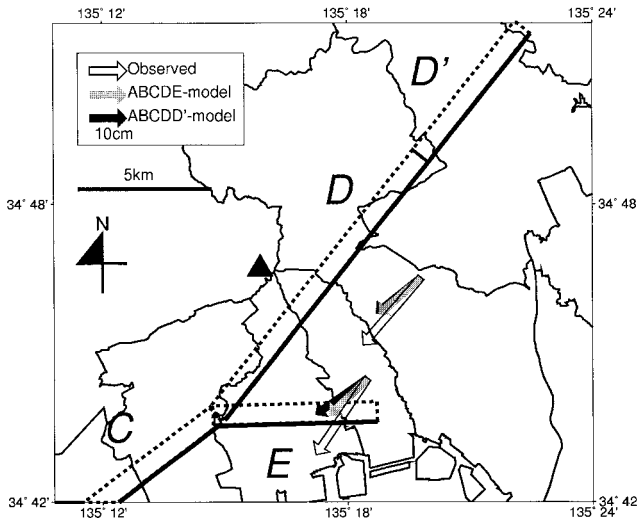 135° 12'
135° 18'
135° 24'
Observed
ABCDE-model
ABCDD'-model
10cm
5km
D'
D
34° 48'
34° 48'
N
C
E
34° 42'
34° 42'
135° 12'
135° 18'
135° 24'